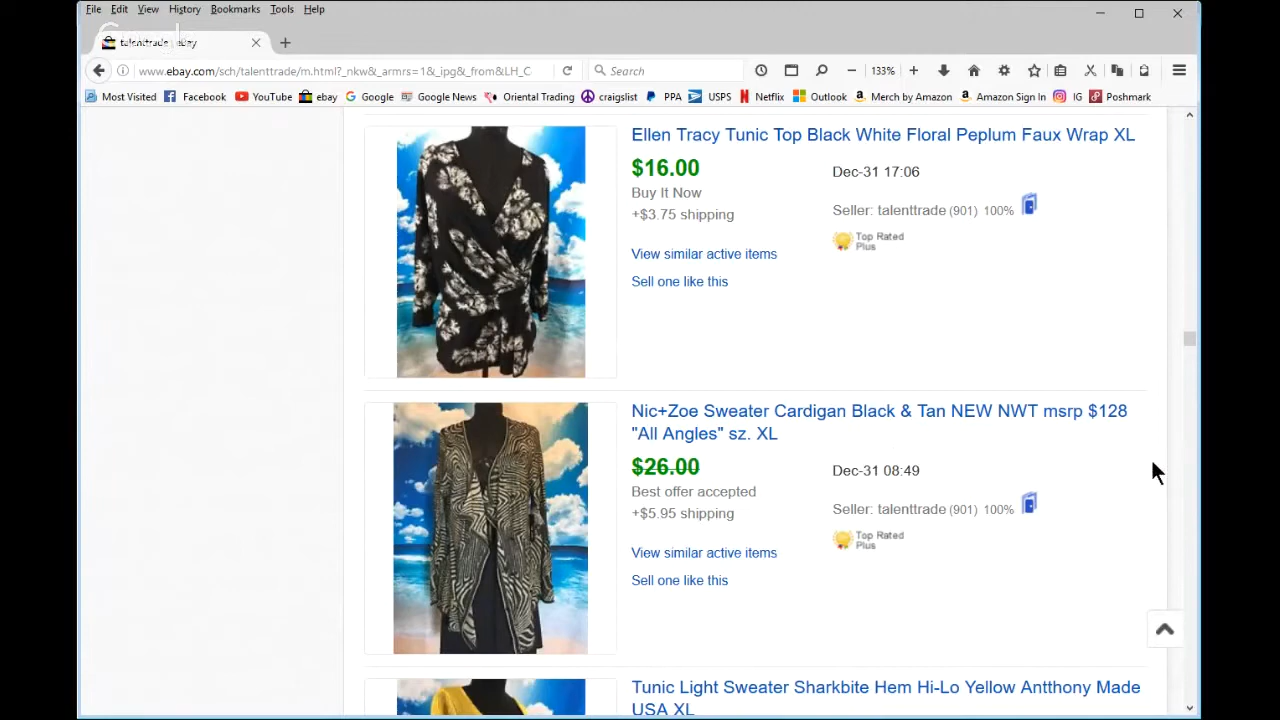 File Edit View History Bookmarks Tools Help
talenttrade | eBay
www.ebay.com/sch/talenttrade/m.html?_nkw&_armrs=1&_ipg&_from&LH_C
Search
133%
Most Visited Facebook YouTube ebay Google Google News Oriental Trading craigslist PPA USPS Netflix Outlook Merch by Amazon Amazon Sign In IG Poshmark
Ellen Tracy Tunic Top Black White Floral Peplum Faux Wrap XL
$16.00
Buy It Now
+$3.75 shipping
Dec-31 17:06
Seller: talenttrade (901) 100%
Top Rated
Plus
View similar active items
Sell one like this
Nic+Zoe Sweater Cardigan Black & Tan NEW NWT msrp $128
"All Angles" sz. XL
$26.00
Best offer accepted
+$5.95 shipping
Dec-31 08:49
Seller: talenttrade (901) 100%
Top Rated
Plus
View similar active items
Sell one like this
Tunic Light Sweater Sharkbite Hem Hi-Lo Yellow Antthony Made
USA XL